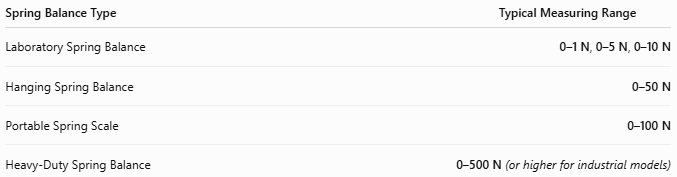 Spring Balance Type Typical Measuring Range
Laboratory Spring Balance 0–1 N, 0–5 N, 0–10 N
Hanging Spring Balance 0–50 N
Portable Spring Scale 0–100 N
Heavy-Duty Spring Balance 0–500 N (or higher for industrial models)